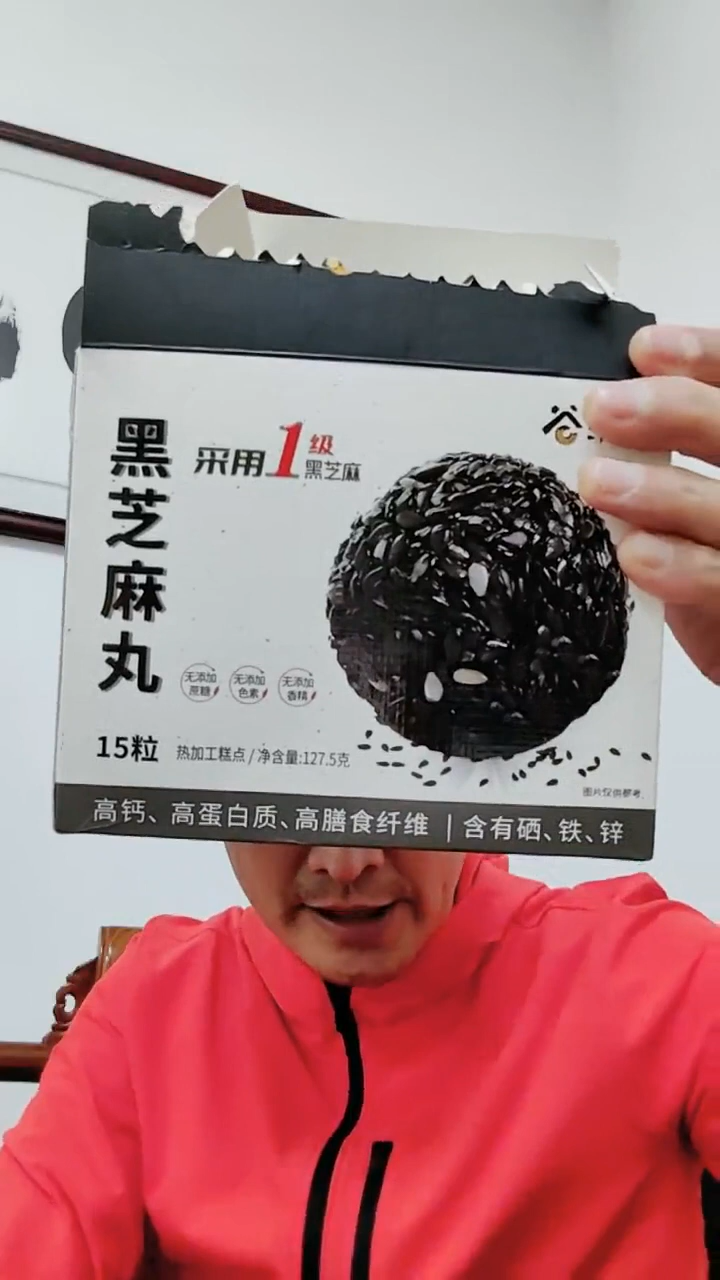 谷
采用1级黑芝麻
黑芝麻丸
无添加蔗糖
无添加色素
无添加香精
15粒
热加工糕点/净含量:127.5克
图片仅供参考
高钙、高蛋白质、高膳食纤维|含有硒、铁、锌